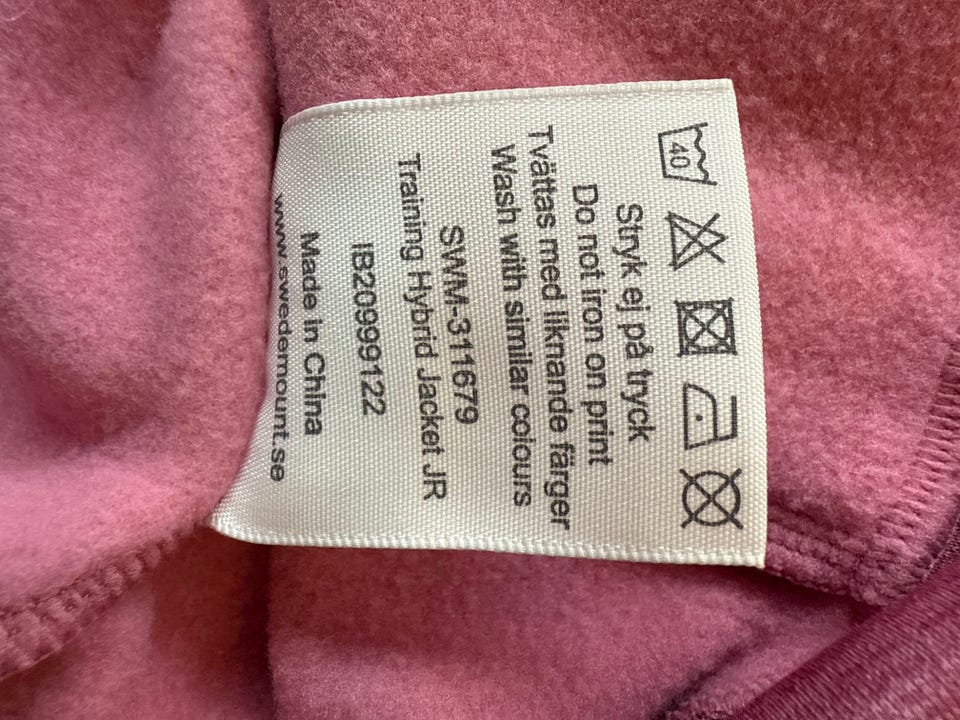 40
Stryk ej på tryck
Do not iron on print
Tvättas med liknande färger
Wash with similar colours
SWM-311679
Training Hybrid Jacket JR
IB20999122
Made in China
www.swedemount.se